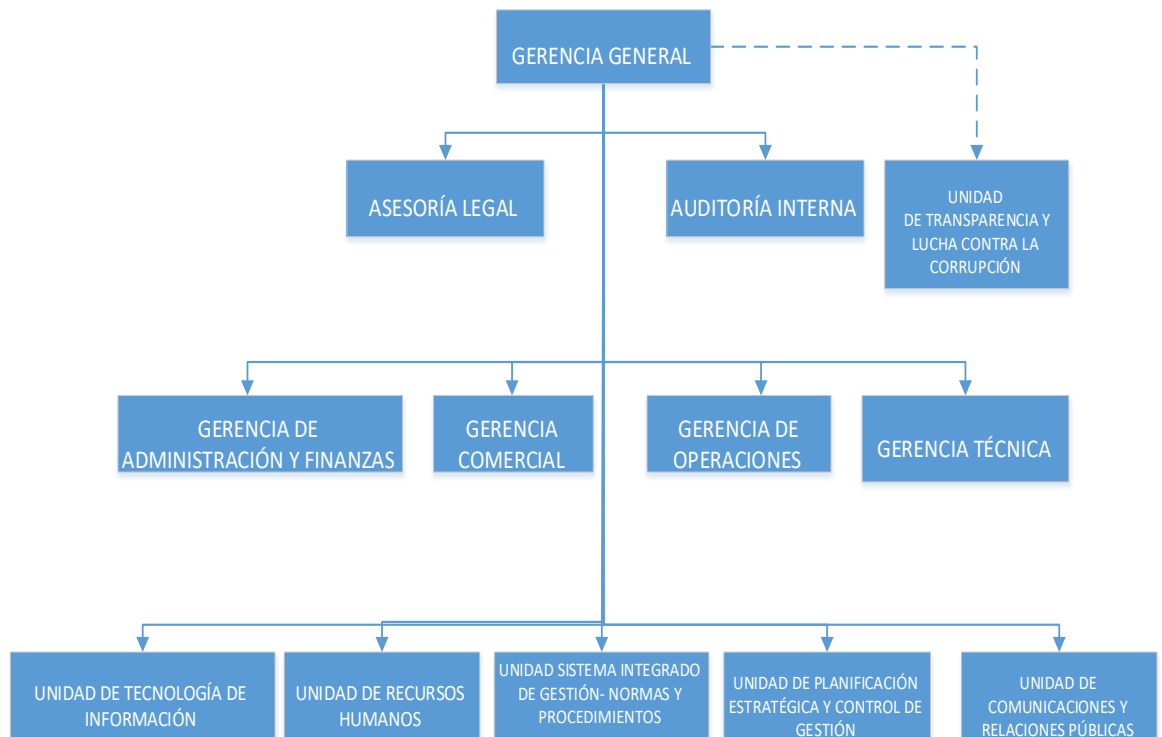 GERENCIA GENERAL
ASESORÍA LEGAL
AUDITORÍA INTERNA
UNIDAD
DE TRANSPARENCIA Y
LUCHA CONTRA LA
CORRUPCIÓN
GERENCIA DE
ADMINISTRACIÓN Y FINANZAS
GERENCIA
COMERCIAL
GERENCIA DE
OPERACIONES
GERENCIA TÉCNICA
UNIDAD DE TECNOLOGÍA DE
INFORMACIÓN
UNIDAD DE RECURSOS
HUMANOS
UNIDAD SISTEMA INTEGRADO
DE GESTIÓN- NORMAS Y
PROCEDIMIENTOS
UNIDAD DE PLANIFICACIÓN
ESTRATÉGICA Y CONTROL DE
GESTIÓN
UNIDAD DE
COMUNICACIONES Y
RELACIONES PÚBLICAS